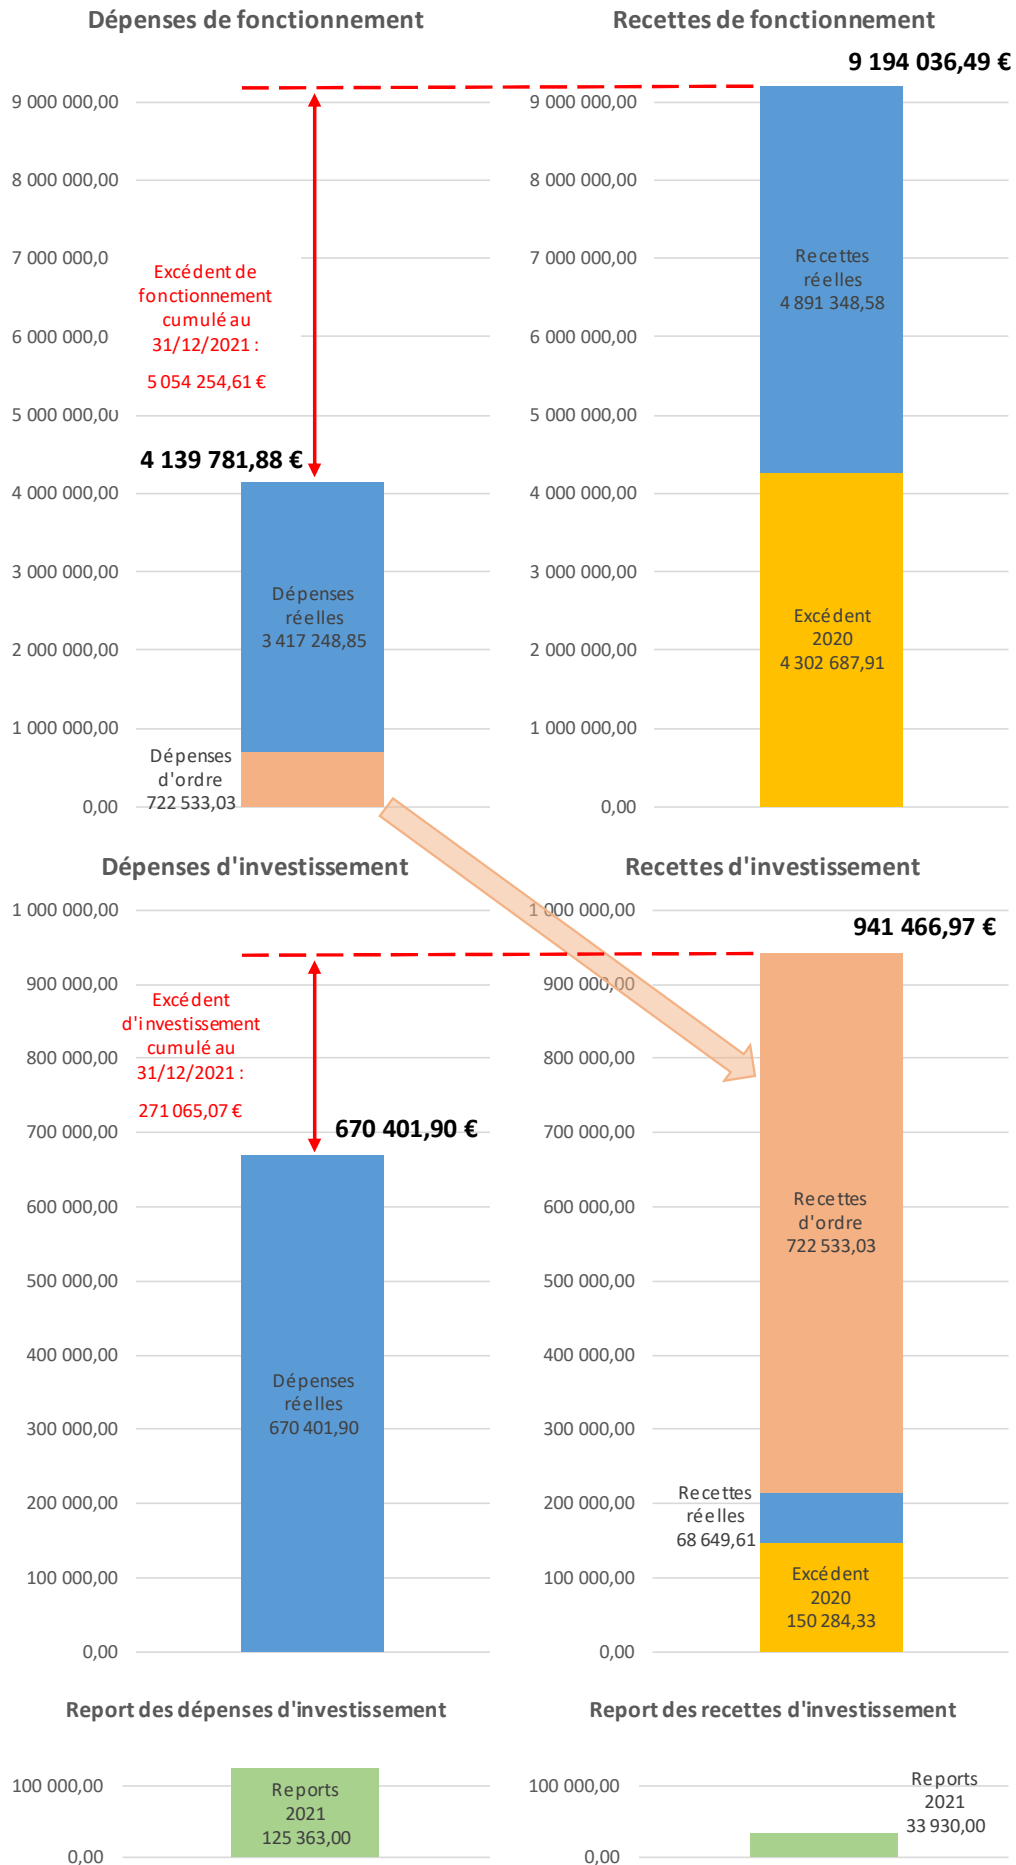 Dépenses de fonctionnement
Recettes de fonctionnement
9 194 036,49 €
9 000 000,00
8 000 000,00
7 000 000,0
6 000 000,0
5 000 000,00
4 000 000,00
3 000 000,00
2 000 000,00
1 000 000,00
0,00
Excédent de
fonctionnement
cumulé au
31/12/2021 :
5 054 254,61 €
4 139 781,88 €
Dépenses
réelles
3 417 248,85
Dépenses
d'ordre
722 533,03
9 000 000,00
8 000 000,00
7 000 000,00
6 000 000,00
5 000 000,00
4 000 000,00
3 000 000,00
2 000 000,00
1 000 000,00
0,00
Recettes
réelles
4 891 348,58
Excédent
2020
4 302 687,91
Dépenses d'investissement
Recettes d'investissement
1 000 000,00
900 000,00
800 000,00
700 000,00
600 000,00
500 000,00
400 000,00
300 000,00
200 000,00
100 000,00
0,00
Excédent
d'investissement
cumulé au
31/12/2021 :
271 065,07 €
670 401,90 €
Dépenses
réelles
670 401,90
941 466,97 €
1 000 000,00
900 000,00
800 000,00
700 000,00
600 000,00
500 000,00
400 000,00
300 000,00
200 000,00
100 000,00
0,00
Recettes
d'ordre
722 533,03
Recettes
réelles
68 649,61
Excédent
2020
150 284,33
Report des dépenses d'investissement
Report des recettes d'investissement
100 000,00
0,00
Reports
2021
125 363,00
100 000,00
0,00
Reports
2021
33 930,00